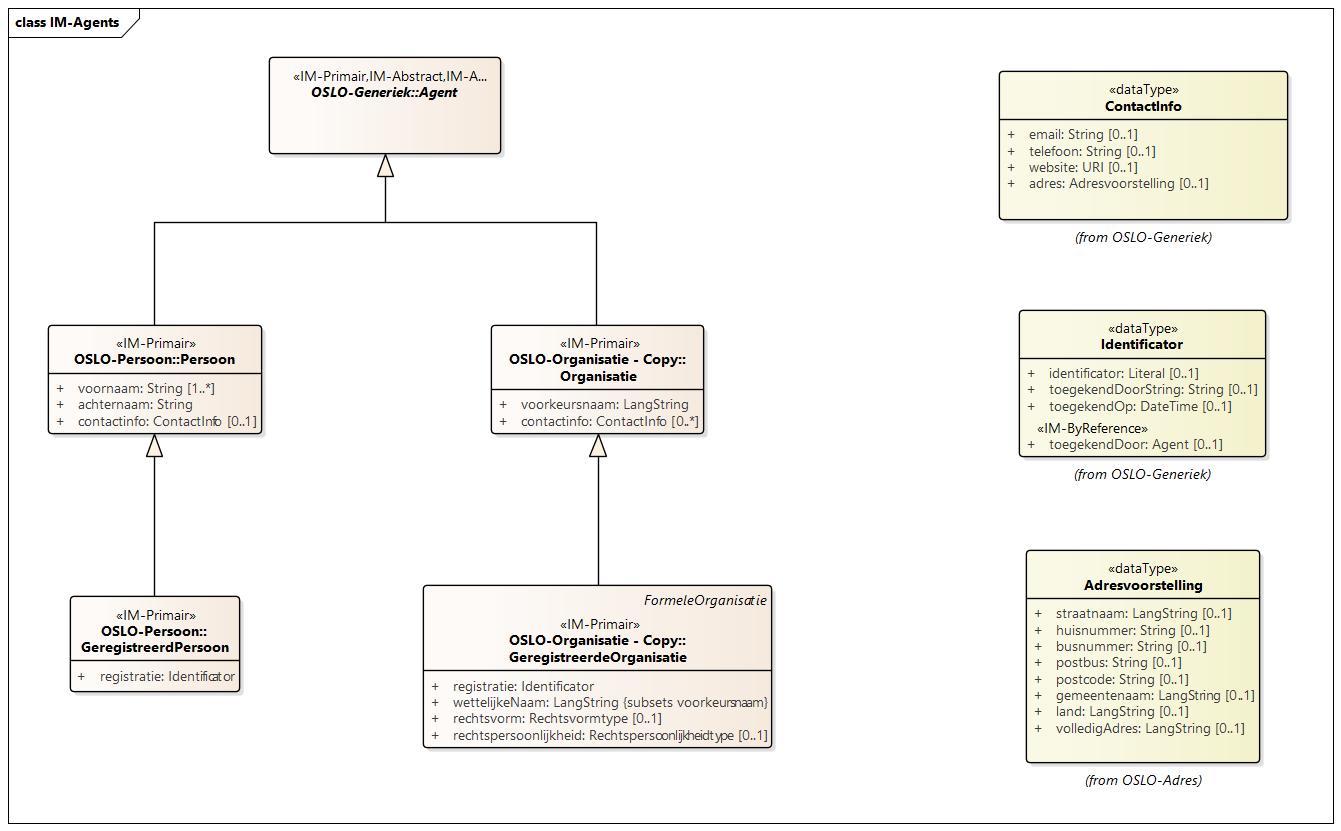 class IM-Agents
«IM-Primair,IM-Abstract,IM-A...
OSLO-Generiek::Agent
«dataType»
ContactInfo
+ email: String [0..1]
+ telefoon: String [0..1]
+ website: URI [0..1]
+ adres: Adresvoorstelling [0..1]
(from OSLO-Generiek)
«IM-Primair»
OSLO-Persoon::Persoon
+ voornaam: String [1..*]
+ achternaam: String
+ contactinfo: ContactInfo [0..1]
«IM-Primair»
OSLO-Organisatie - Copy::
Organisatie
+ voorkeursnaam: LangString
+ contactinfo: ContactInfo [0..*]
«dataType»
Identificator
+ identificator: Literal [0..1]
+ toegekendDoorString: String [0..1]
+ toegekendOp: DateTime [0..1]
«IM-ByReference»
+ toegekendDoor: Agent [0..1]
(from OSLO-Generiek)
«IM-Primair»
OSLO-Persoon::
GeregistreerdPersoon
+ registratie: Identificator
FormeleOrganisatie
«IM-Primair»
OSLO-Organisatie - Copy::
GeregistreerdeOrganisatie
+ registratie: Identificator
+ wettelijkeNaam: LangString {subsets voorkeursnaam}
+ rechtsvorm: Rechtsvormtype [0..1]
+ rechtspersoonlijkheid: Rechtspersoonlijkheidtype [0..1]
«dataType»
Adresvoorstelling
+ straatnaam: LangString [0..1]
+ huisnummer: String [0..1]
+ busnummer: String [0..1]
+ postbus: String [0..1]
+ postcode: String [0..1]
+ gemeentenaam: LangString [0..1]
+ land: LangString [0..1]
+ volledigAdres: LangString [0..1]
(from OSLO-Adres)